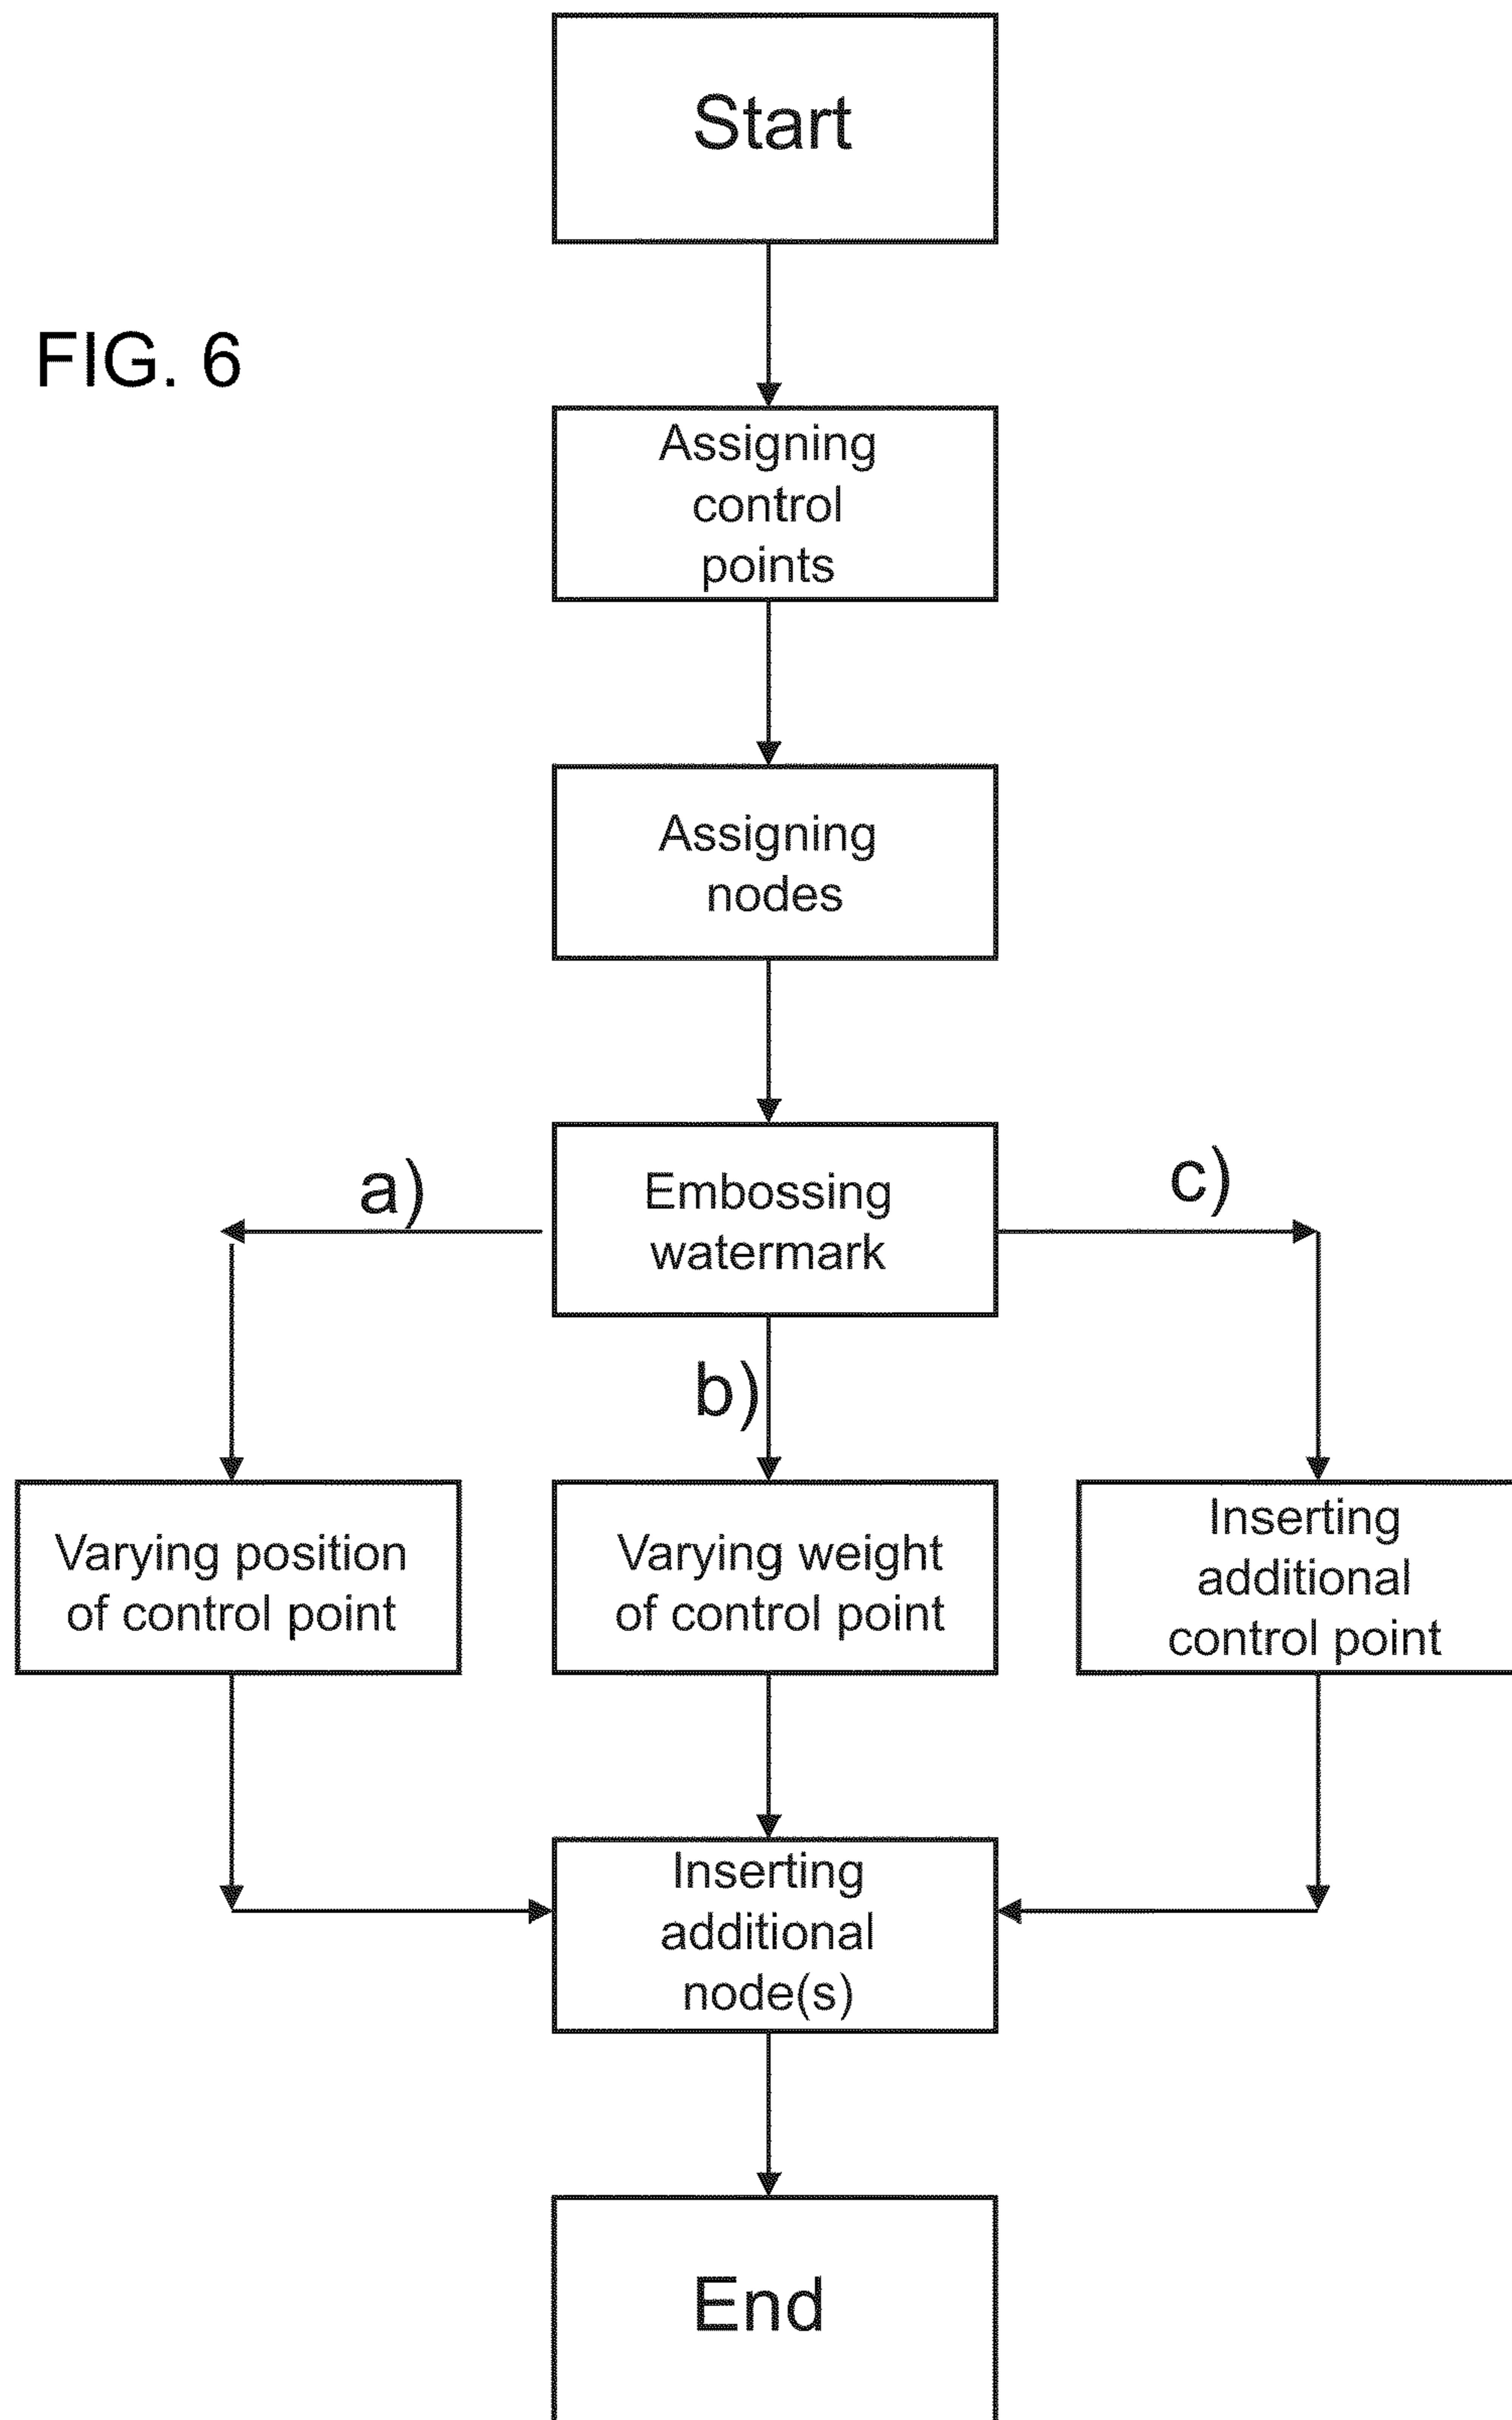 Start
FIG. 6
Assigning
control
points
Assigning
nodes
Embossing
watermark
a)
b)
c)
Varying position
of control point
Varying weight
of control point
Inserting
additional
control point
Inserting
additional
node(s)
End